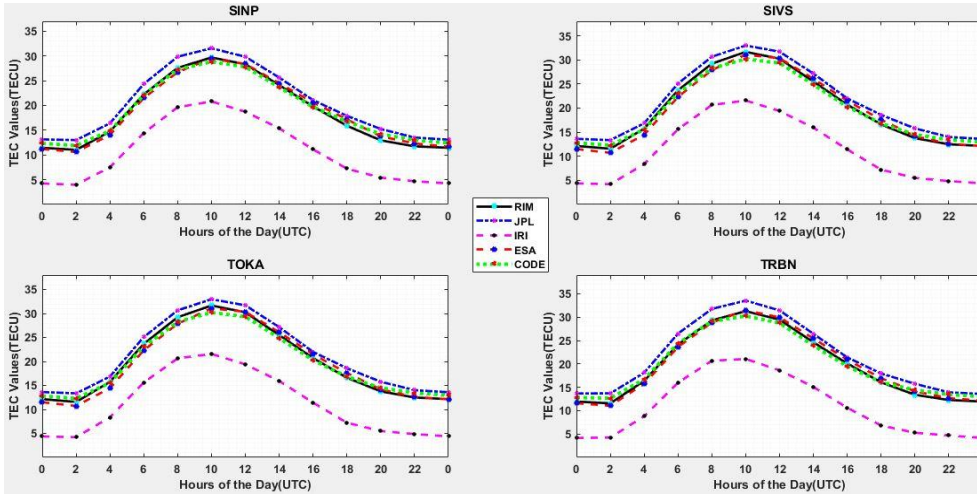 SINP
35
30
25
20
15
10
5
TEC Values(TECU)
0 2 4 6 8 10 12 14 16 18 20 22 0
Hours of the Day(UTC)
SIVS
35
30
25
20
15
10
5
TEC Values(TECU)
0 2 4 6 8 10 12 14 16 18 20 22
Hours of the Day(UTC)
RIM
JPL
IRI
ESA
CODE
TOKA
35
30
25
20
15
10
5
TEC Values(TECU)
0 2 4 6 8 10 12 14 16 18 20 22 0
Hours of the Day(UTC)
TRBN
35
30
25
20
15
10
5
TEC Values(TECU)
0 2 4 6 8 10 12 14 16 18 20 22
Hours of the Day(UTC)